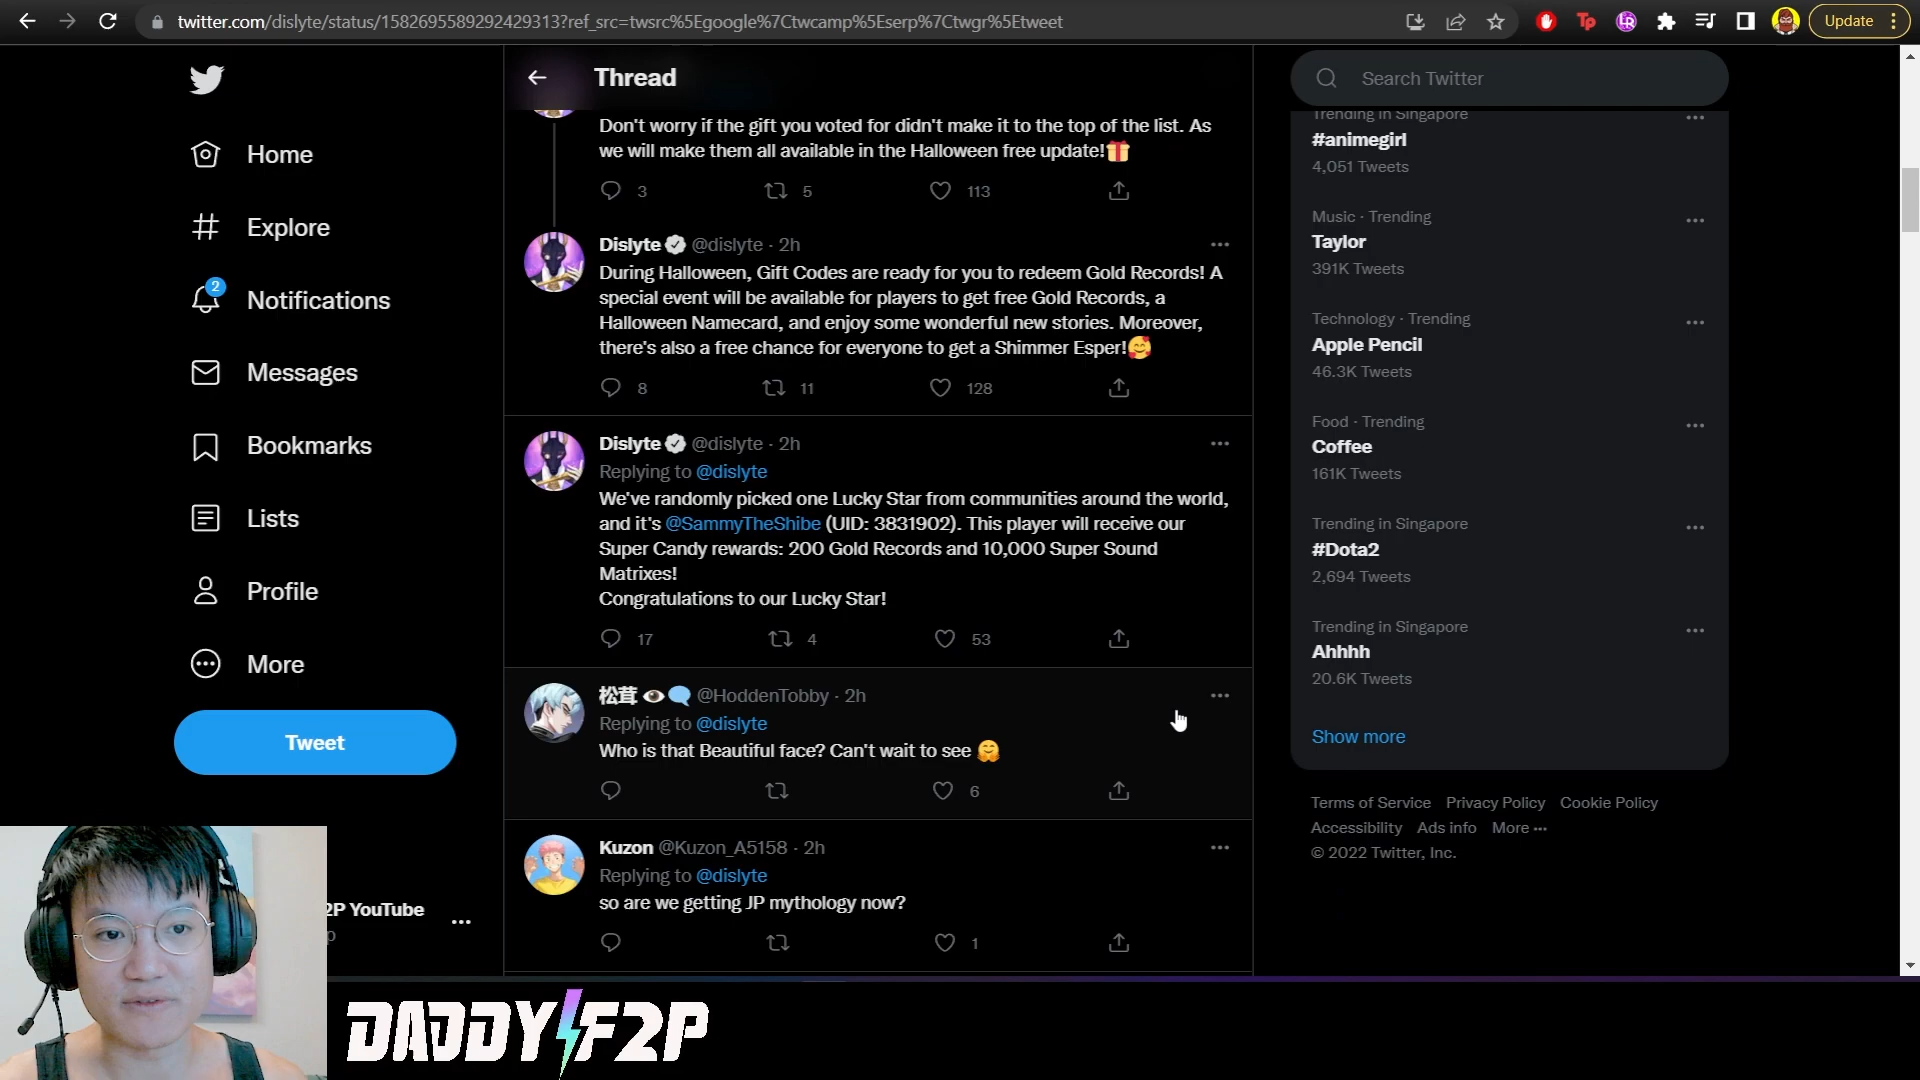 twitter.com/dislyte/status/1582695589292429313?ref_src=twsrc%5Egoogle%7Ctwcamp%5Eserp%7Ctwgr%5Etweet
Tp
Update
Home
Explore
2
Notifications
Messages
Bookmarks
Lists
Profile
More
Tweet
2P YouTube
Thread
Don't worry if the gift you voted for didn't make it to the top of the list. As
we will make them all available in the Halloween free update!🎁
3 5 113
Dislyte @dislyte · 2h
During Halloween, Gift Codes are ready for you to redeem Gold Records! A
special event will be available for players to get free Gold Records, a
Halloween Namecard, and enjoy some wonderful new stories. Moreover,
there's also a free chance for everyone to get a Shimmer Esper!🥰
8 11 128
Dislyte @dislyte · 2h
Replying to @dislyte
We've randomly picked one Lucky Star from communities around the world,
and it's @SammyTheShibe (UID: 3831902). This player will receive our
Super Candy rewards: 200 Gold Records and 10,000 Super Sound
Matrixes!
Congratulations to our Lucky Star!
17 4 53
松茸 👁️🗨️ @HoddenTobby · 2h
Replying to @dislyte
Who is that Beautiful face? Can't wait to see 🤗
6
Kuzon @Kuzon_A5158 · 2h
Replying to @dislyte
so are we getting JP mythology now?
1
Search Twitter
Trending in Singapore
#animegirl
4,051 Tweets
Music · Trending
Taylor
391K Tweets
Technology · Trending
Apple Pencil
46.3K Tweets
Food · Trending
Coffee
161K Tweets
Trending in Singapore
#Dota2
2,694 Tweets
Trending in Singapore
Ahhhh
20.6K Tweets
Show more
Terms of Service Privacy Policy Cookie Policy
Accessibility Ads info More ···
© 2022 Twitter, Inc.
DADDY F2P